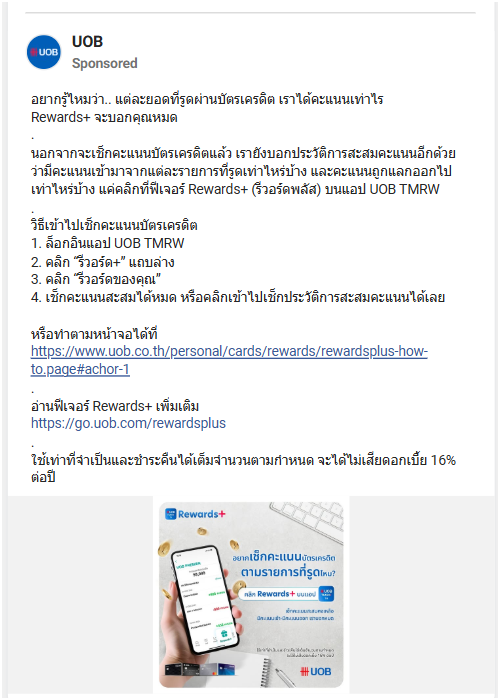 UOB
UOB
Sponsored
อยากรู้ไหมว่า.. แต่ละยอดที่รูดผ่านบัตรเครดิต เราได้คะแนนเท่าไร
Rewards+ จะบอกคุณหมด
.
นอกจากจะเช็กคะแนนบัตรเครดิตแล้ว เรายังบอกประวัติการสะสมคะแนนอีกด้วย
ว่ามีคะแนนเข้ามาจากแต่ละรายการที่รูดเท่าไหร่บ้าง และคะแนนถูกแลกออกไป
เท่าไหร่บ้าง แค่คลิกที่ฟีเจอร์ Rewards+ (รีวอร์ดพลัส) บนแอป UOB TMRW
.
วิธีเข้าไปเช็กคะแนนบัตรเครดิต
1. ล็อกอินแอป UOB TMRW
2. คลิก “รีวอร์ด+” แถบล่าง
3. คลิก “รีวอร์ดของคุณ”
4. เช็กคะแนนสะสมได้หมด หรือคลิกเข้าไปเช็กประวัติการสะสมคะแนนได้เลย
หรือทำตามหน้าจอได้ที่
https://www.uob.co.th/personal/cards/rewards/rewardsplus-how-
to.page#achor-1
.
อ่านฟีเจอร์ Rewards+ เพิ่มเติม
https://go.uob.com/rewardsplus
.
ใช้เท่าที่จำเป็นและชำระคืนได้เต็มจำนวนตามกำหนด จะได้ไม่เสียดอกเบี้ย 16%
ต่อปี
Rewards+
อยากเช็กคะแนนบัตรเครดิต
ตามรายการที่รูดไหม?
คลิก Rewards+ บนแอป
UOB